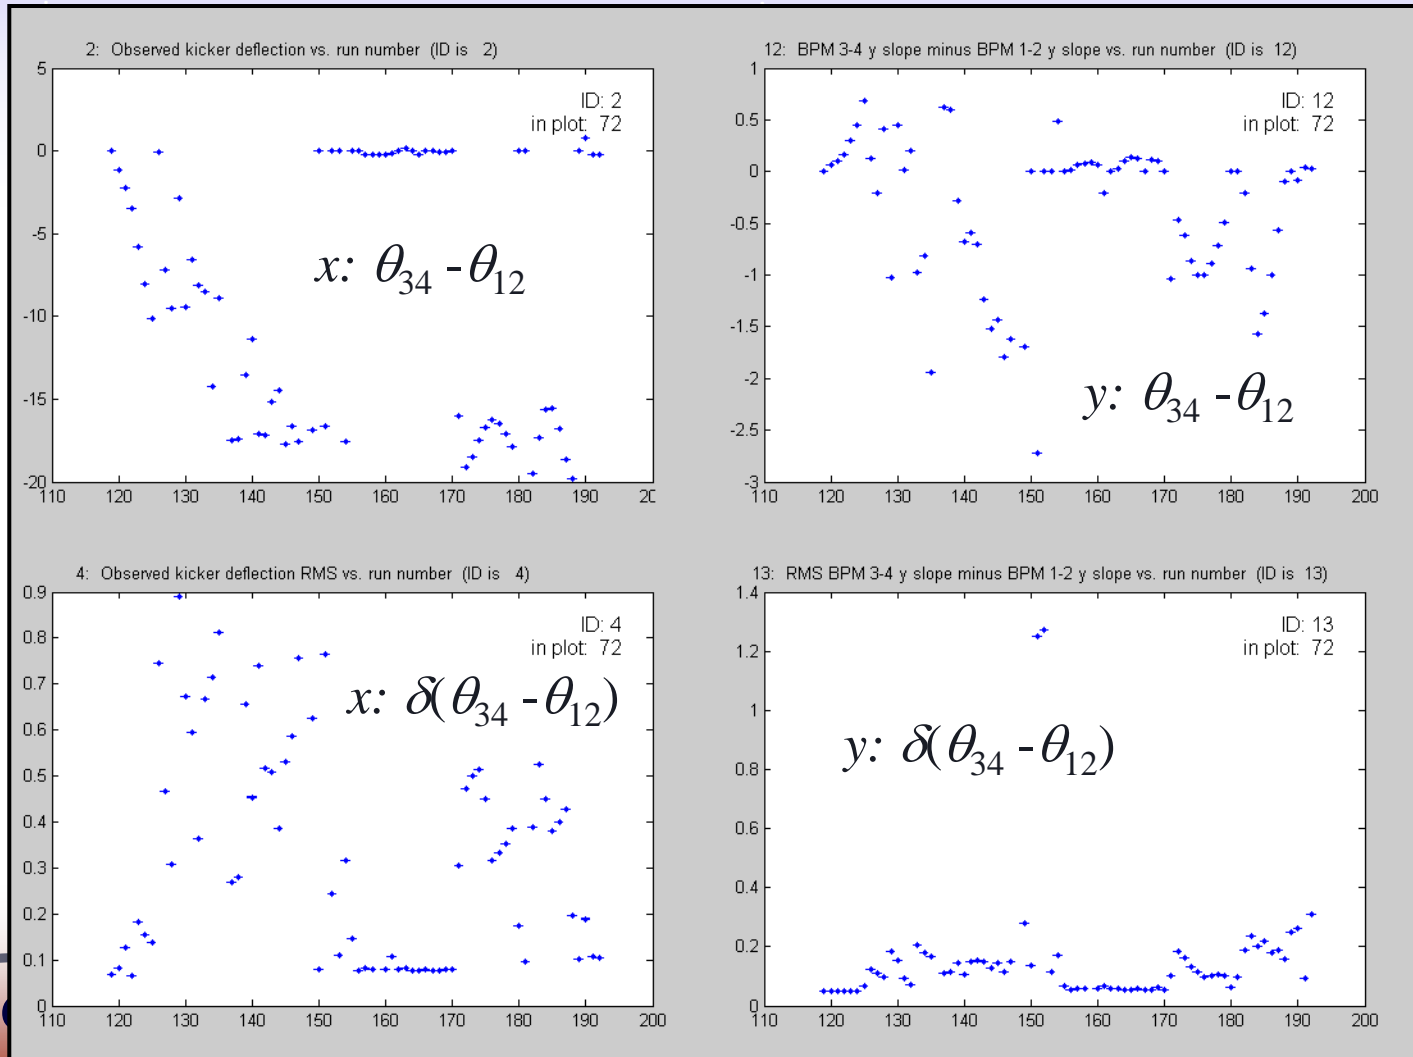 2: Observed kicker deflection vs. run number (ID is 2)
5
0
-5
-10
-15
-20
110 120 130 140 150 160 170 180 190 20
ID: 2
in plot: 72
x: θ34 - θ12
12: BPM 3-4 y slope minus BPM 1-2 y slope vs. run number (ID is 12)
1
0.5
0
-0.5
-1
-1.5
-2
-2.5
-3
110 120 130 140 150 160 170 180 190 200
ID: 12
in plot: 72
y: θ34 - θ12
4: Observed kicker deflection RMS vs. run number (ID is 4)
0.9
0.8
0.7
0.6
0.5
0.4
0.3
0.2
0.1
0
110 120 130 140 150 160 170 180 190 200
ID: 4
in plot: 72
x: δ(θ34 - θ12)
13: RMS BPM 3-4 y slope minus BPM 1-2 y slope vs. run number (ID is 13)
1.4
1.2
1
0.8
0.6
0.4
0.2
0
110 120 130 140 150 160 170 180 190 200
ID: 13
in plot: 72
y: δ(θ34 - θ12)